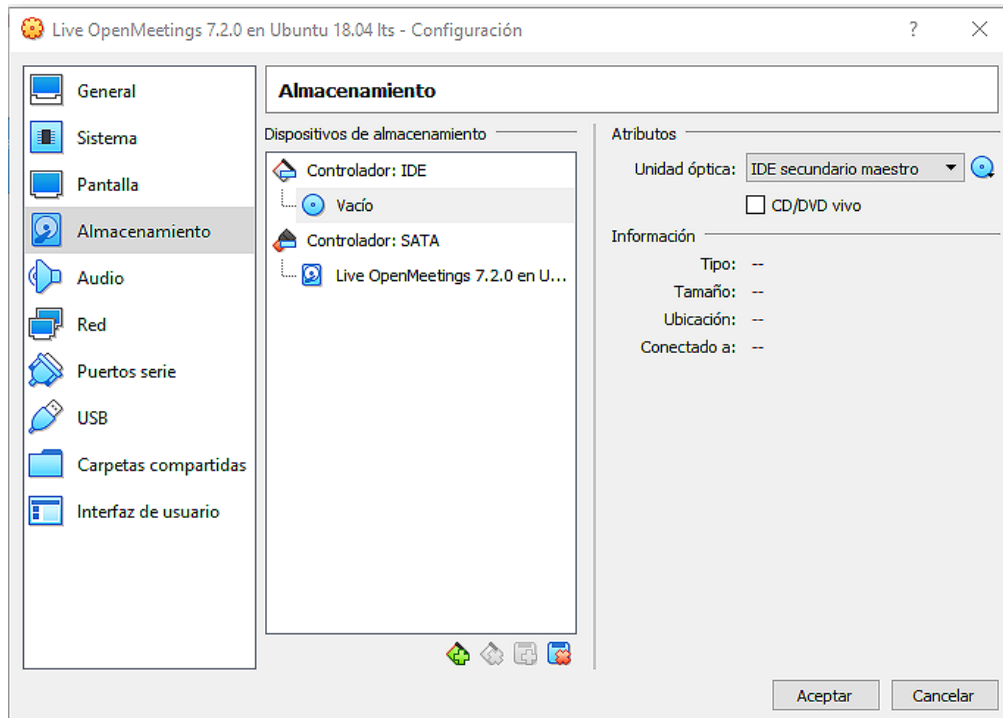 Live OpenMeetings 7.2.0 en Ubuntu 18.04 lts - Configuración
?
General
Sistema
Pantalla
Almacenamiento
Audio
Red
Puertos serie
USB
Carpetas compartidas
Interfaz de usuario
Almacenamiento
Dispositivos de almacenamiento
Controlador: IDE
Vacío
Controlador: SATA
Live OpenMeetings 7.2.0 en U...
Atributos
Unidad óptica: IDE secundario maestro
CD/DVD vivo
Información
Tipo: --
Tamaño: --
Ubicación: --
Conectado a: --
Aceptar
Cancelar